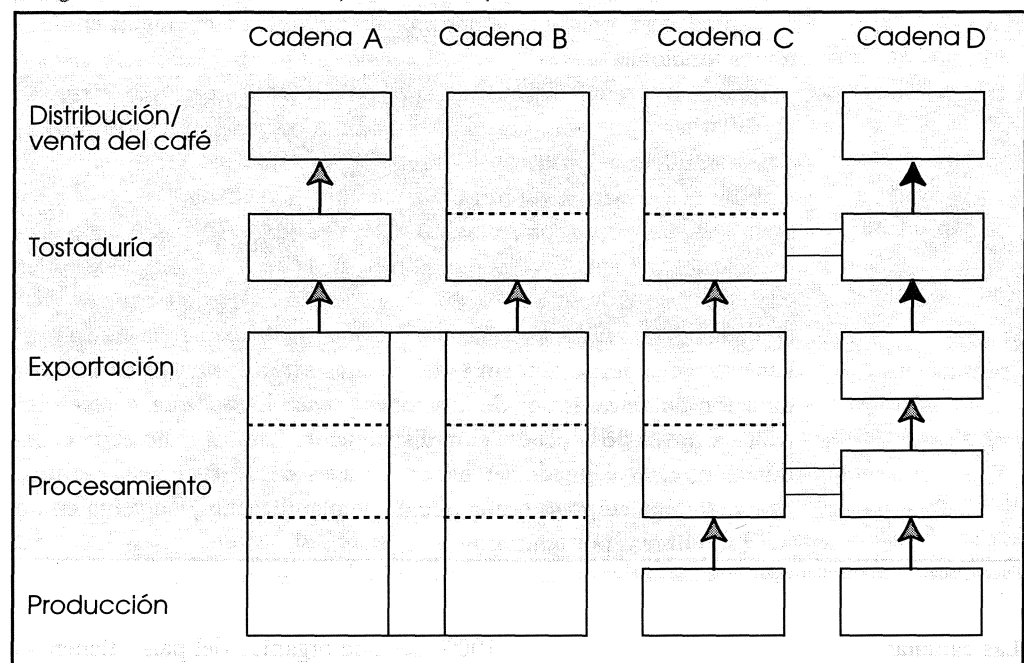 Cadena A Cadena B Cadena C Cadena D
Distribución/
venta del café
Tostaduría
Exportación
Procesamiento
Producción